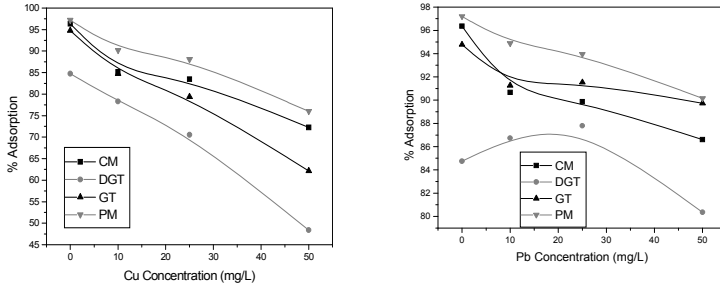 100
95
90
85
80
75
70
65
60
55
50
45
% Adsorption
CM
DGT
GT
PM
0 10 20 30 40 50
Cu Concentration (mg/L)
98
96
94
92
90
88
86
84
82
80
% Adsorption
CM
DGT
GT
PM
0 10 20 30 40 50
Pb Concentration (mg/L)